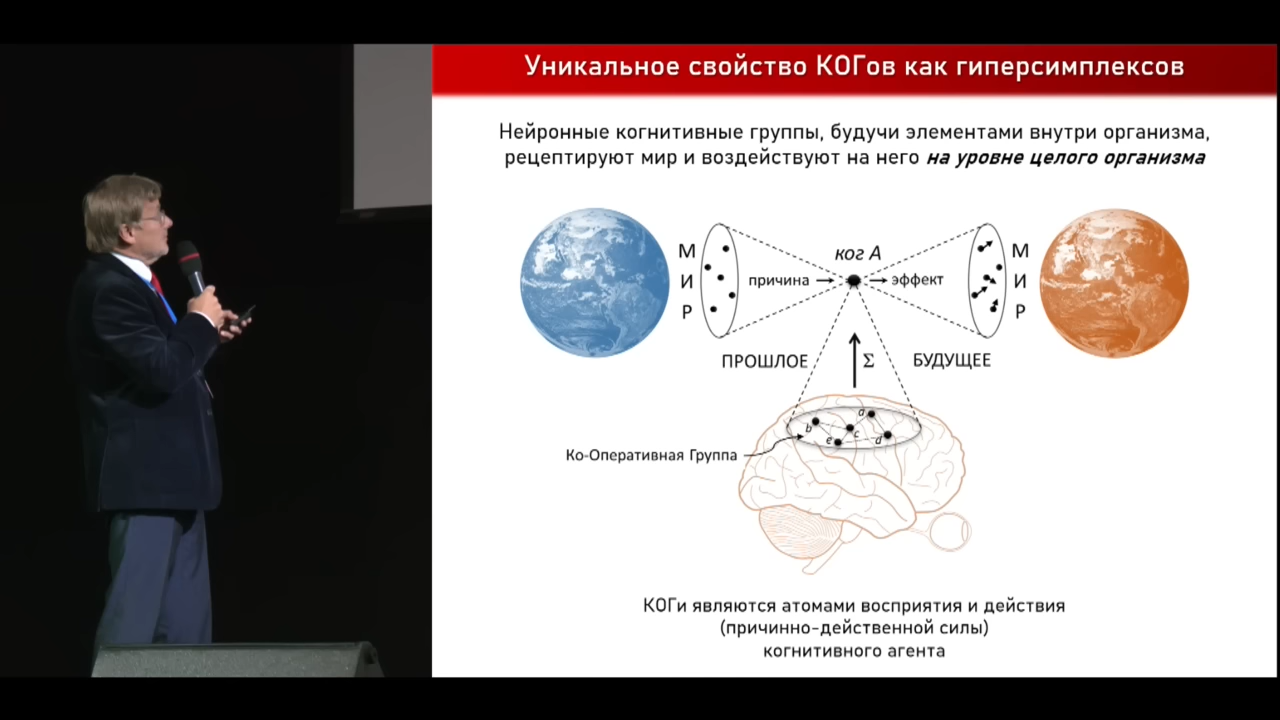 Уникальное свойство КОГов как гиперсимплексов
Нейронные когнитивные группы, будучи элементами внутри организма,
рецептируют мир и воздействуют на него на уровне целого организма
М
И
Р
причина
ког А
эффект
М
И
Р
ПРОШЛОЕ
Σ
БУДУЩЕЕ
a
b
c
e
d
Ко-Оперативная Группа
КОГи являются атомами восприятия и действия
(причинно-действенной силы)
когнитивного агента